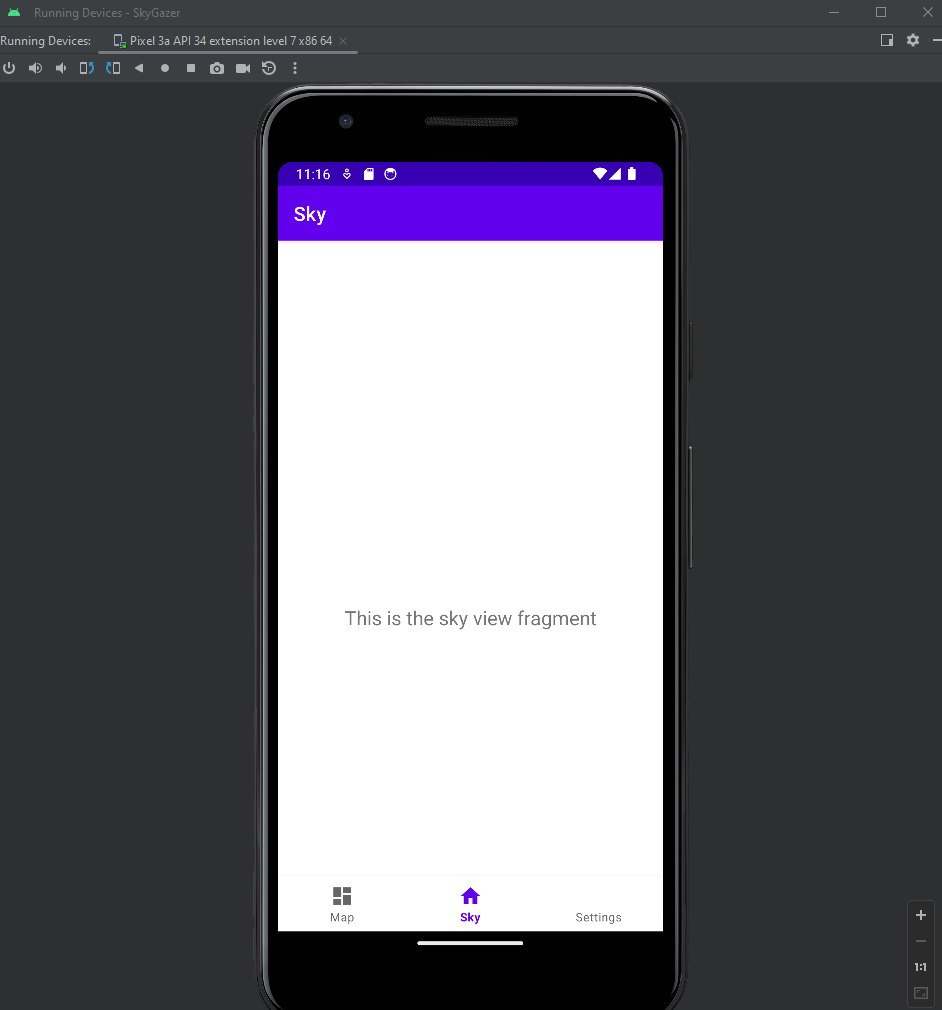 Running Devices - SkyGazer
Running Devices: Pixel 3a API 34 extension level 7 x86 64
11:16
Sky
This is the sky view fragment
Map Sky Settings
1:1